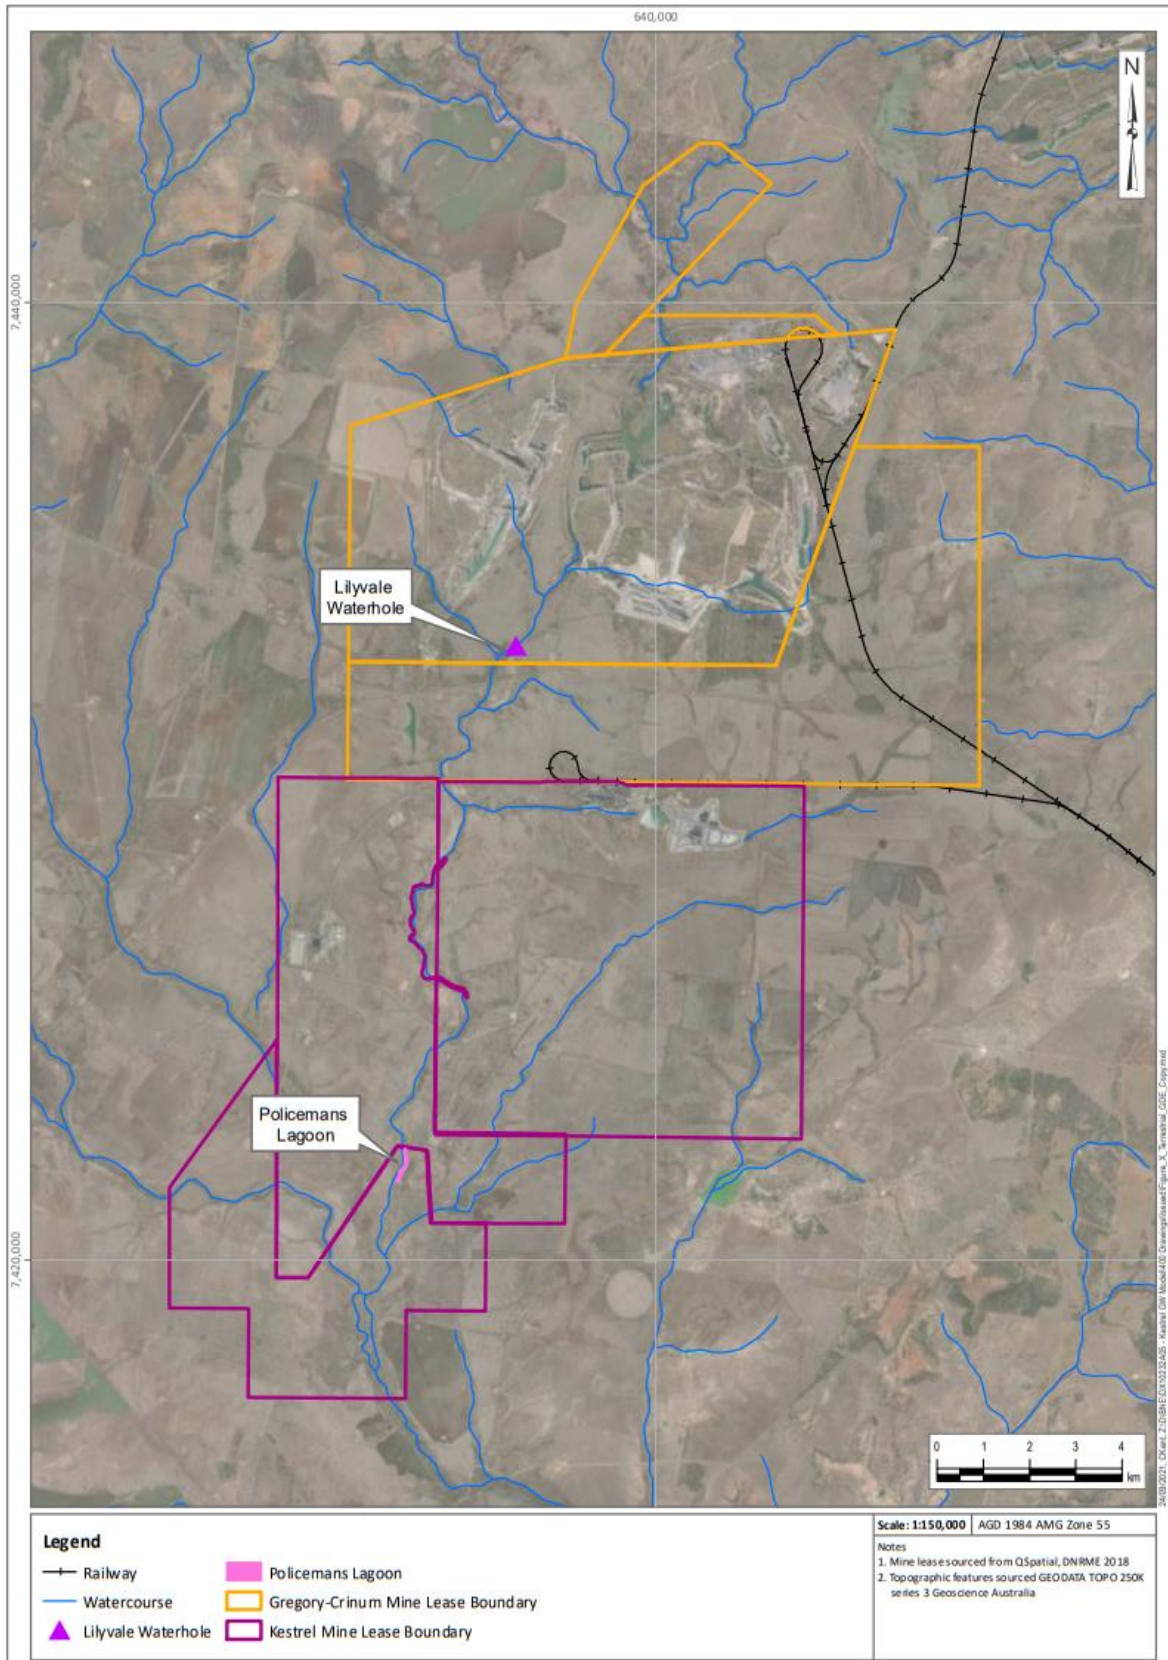 640,000
N
7,440,000
Lilyvale
Waterhole
Policemans
Lagoon
7,420,000
0 1 2 3 4
km
Legend
Railway
Watercourse
Lilyvale Waterhole
Policemans Lagoon
Gregory-Crinum Mine Lease Boundary
Kestrel Mine Lease Boundary
Scale: 1:150,000
AGD 1984 AMG Zone 55
Notes
1. Mine lease sourced from QSpatial, DNRME 2018
2. Topographic features sourced GEODATA TOPO 250K
series 3 Geoscience Australia